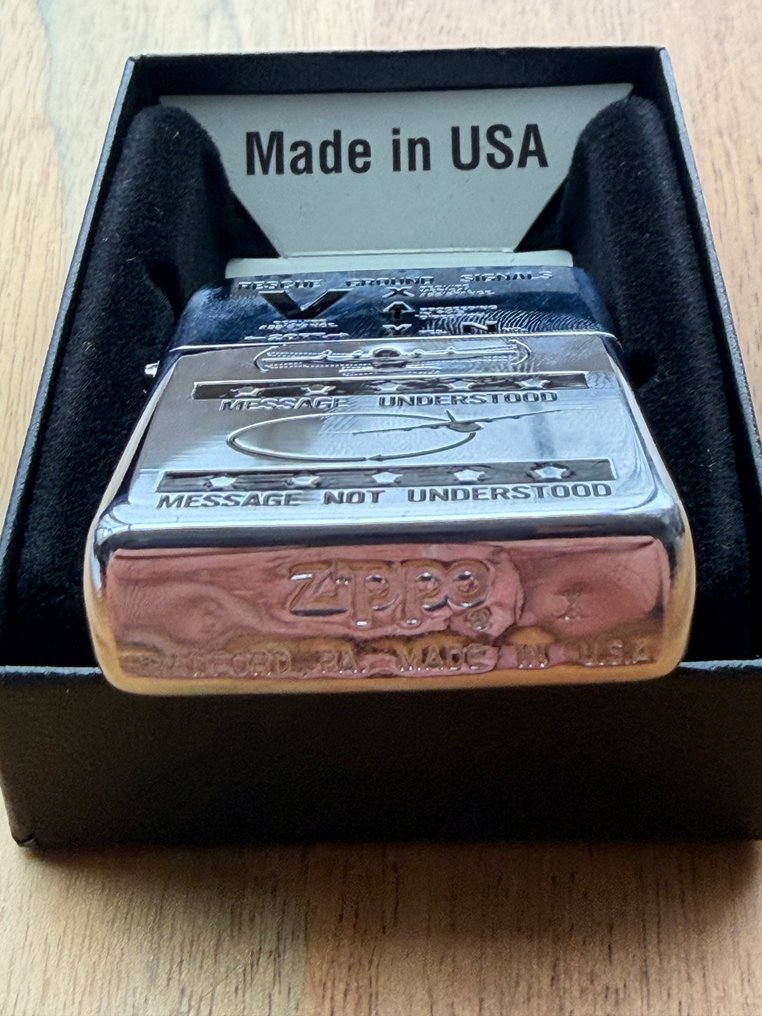 Made in USA
RESCUE GROUND SIGNALS
V X
N
MESSAGE UNDERSTOOD
MESSAGE NOT UNDERSTOOD
Zippo ®
X
BRADFORD, PA. MADE IN U.S.A